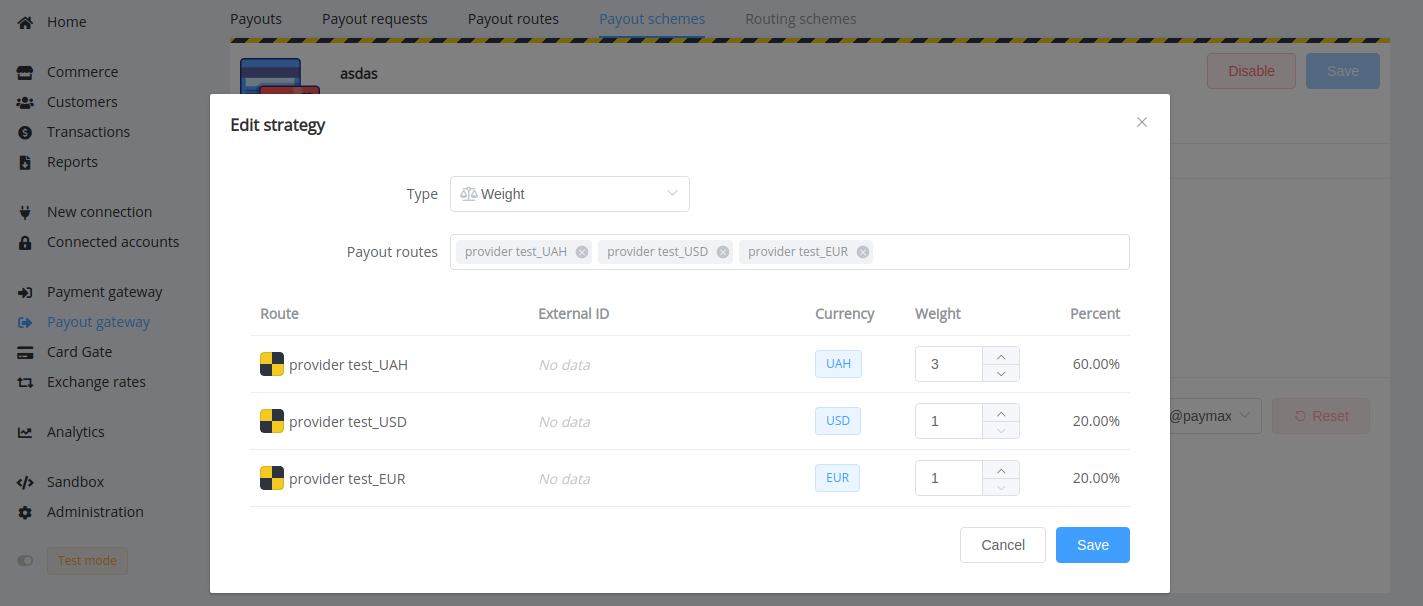 Home
Commerce
Customers
Transactions
Reports
New connection
Connected accounts
Payment gateway
Payout gateway
Card Gate
Exchange rates
Analytics
Sandbox
Administration
Test mode
Payouts Payout requests Payout routes Payout schemes Routing schemes
asdas Disable Save
Edit strategy
Type Weight
Payout routes provider test_UAH provider test_USD provider test_EUR
Route External ID Currency Weight Percent
provider test_UAH No data UAH 3 60.00%
provider test_USD No data USD 1 20.00%
provider test_EUR No data EUR 1 20.00%
Cancel Save
@paymax Reset